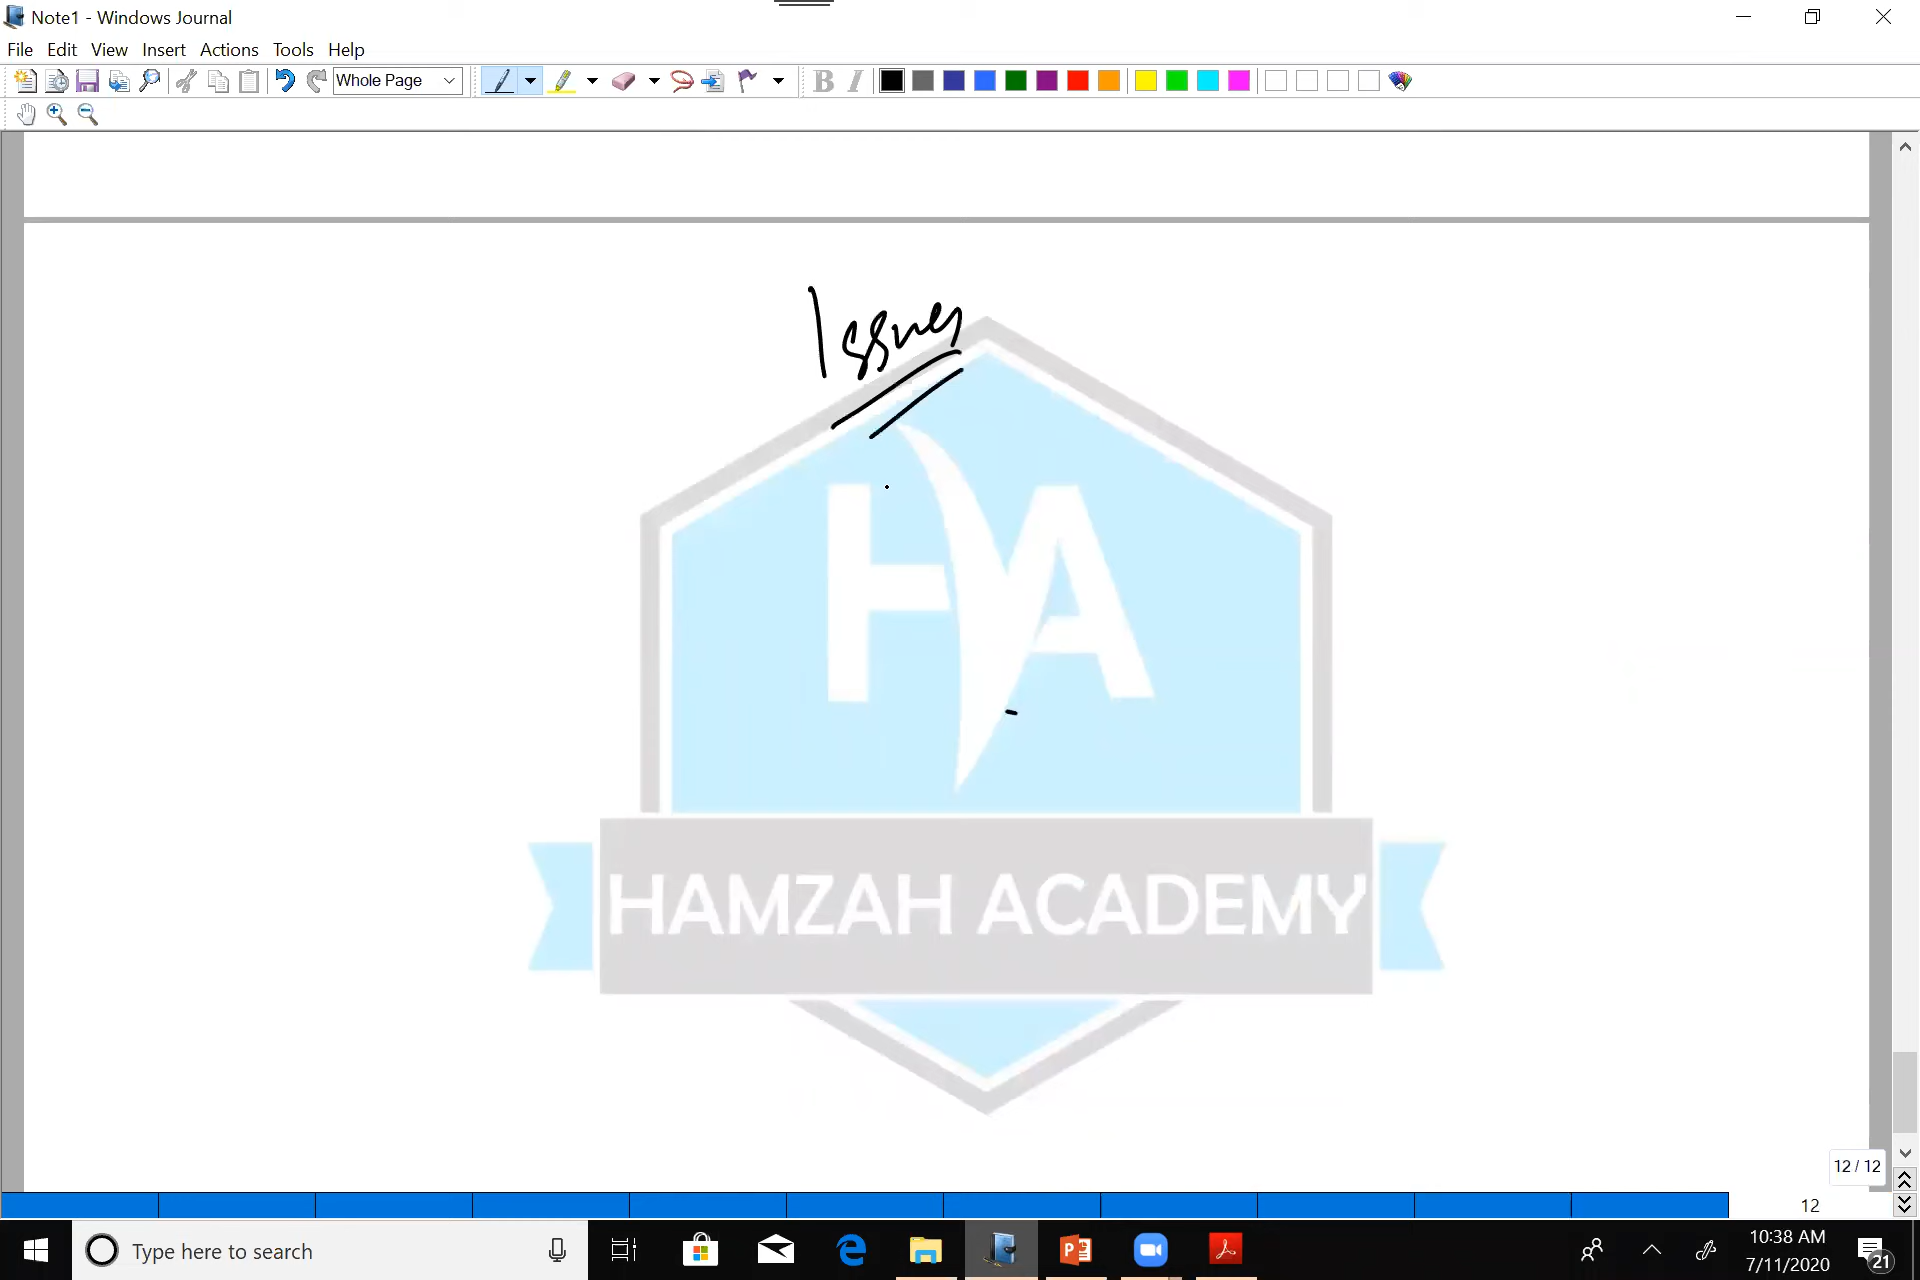 Note1 - Windows Journal
File Edit View Insert Actions Tools Help
Whole Page
B I
Issues
HA
HAMZAH ACADEMY
12 / 12
12
Type here to search
10:38 AM
7/11/2020
21